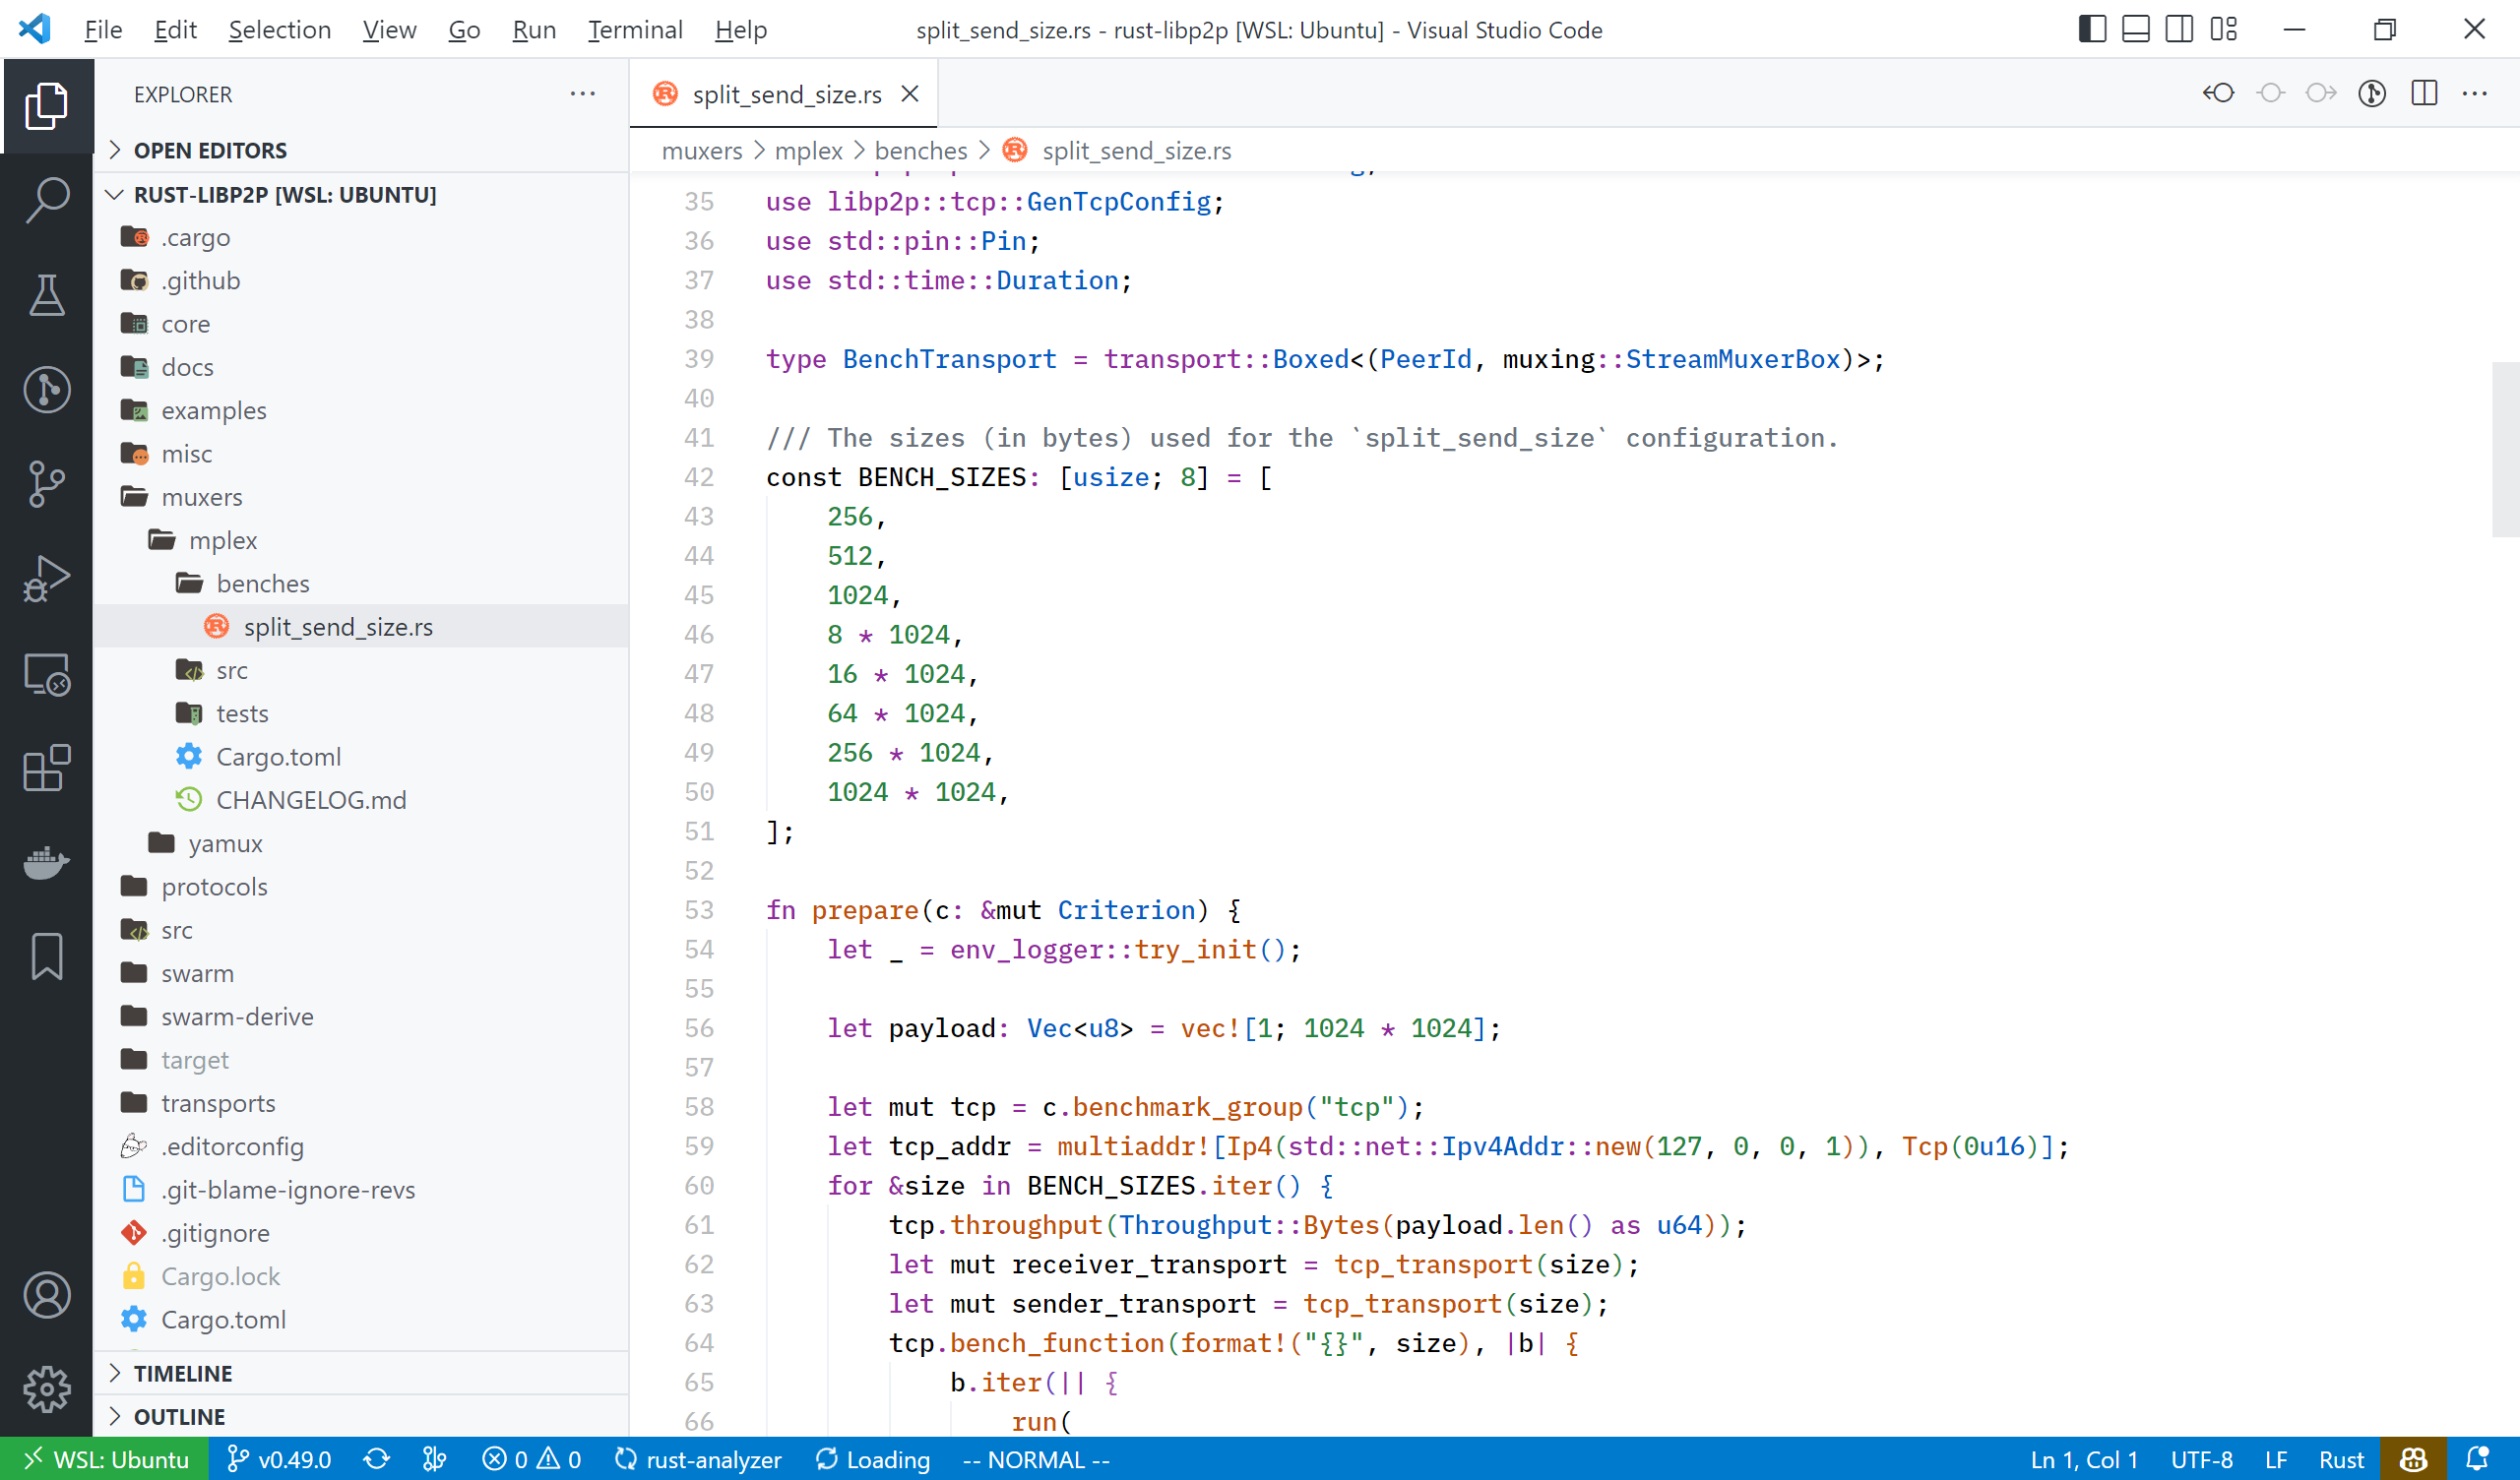 File Edit Selection View Go Run Terminal Help split_send_size.rs - rust-libp2p [WSL: Ubuntu] - Visual Studio Code
EXPLORER
OPEN EDITORS
RUST-LIBP2P [WSL: UBUNTU]
.cargo
.github
core
docs
examples
misc
muxers
mplex
benches
split_send_size.rs
src
tests
Cargo.toml
CHANGELOG.md
yamux
protocols
src
swarm
swarm-derive
target
transports
.editorconfig
.git-blame-ignore-revs
.gitignore
Cargo.lock
Cargo.toml
TIMELINE
OUTLINE
split_send_size.rs
muxers > mplex > benches > split_send_size.rs
35 use libp2p::tcp::GenTcpConfig;
36 use std::pin::Pin;
37 use std::time::Duration;
38
39 type BenchTransport = transport::Boxed<(PeerId, muxing::StreamMuxerBox)>;
40
41 /// The sizes (in bytes) used for the `split_send_size` configuration.
42 const BENCH_SIZES: [usize; 8] = [
43     256,
44     512,
45     1024,
46     8 * 1024,
47     16 * 1024,
48     64 * 1024,
49     256 * 1024,
50     1024 * 1024,
51 ];
52
53 fn prepare(c: &mut Criterion) {
54     let _ = env_logger::try_init();
55
56     let payload: Vec<u8> = vec![1; 1024 * 1024];
57
58     let mut tcp = c.benchmark_group("tcp");
59     let tcp_addr = multiaddr![Ip4(std::net::Ipv4Addr::new(127, 0, 0, 1)), Tcp(0u16)];
60     for &size in BENCH_SIZES.iter() {
61         tcp.throughput(Throughput::Bytes(payload.len() as u64));
62         let mut receiver_transport = tcp_transport(size);
63         let mut sender_transport = tcp_transport(size);
64         tcp.bench_function(format!("{}", size), |b| {
65             b.iter(|| {
66                 run(
WSL: Ubuntu v0.49.0 0 0 rust-analyzer Loading -- NORMAL -- Ln 1, Col 1 UTF-8 LF Rust